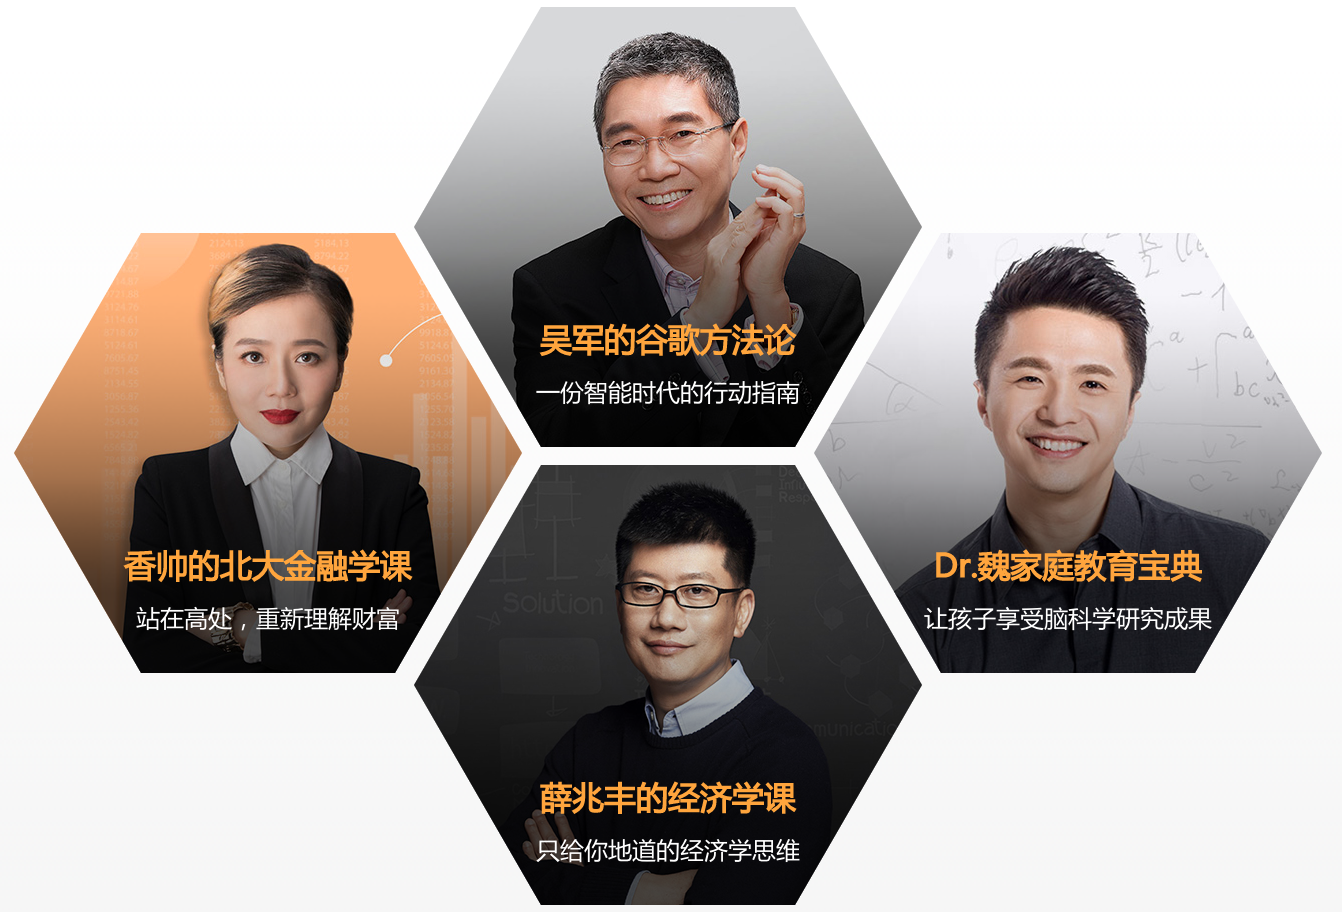 吴军的谷歌方法论
一份智能时代的行动指南
香帅的北大金融学课
站在高处，重新理解财富
Dr.魏家庭教育宝典
让孩子享受脑科学研究成果
Solution
薛兆丰的经济学课
只给你地道的经济学思维